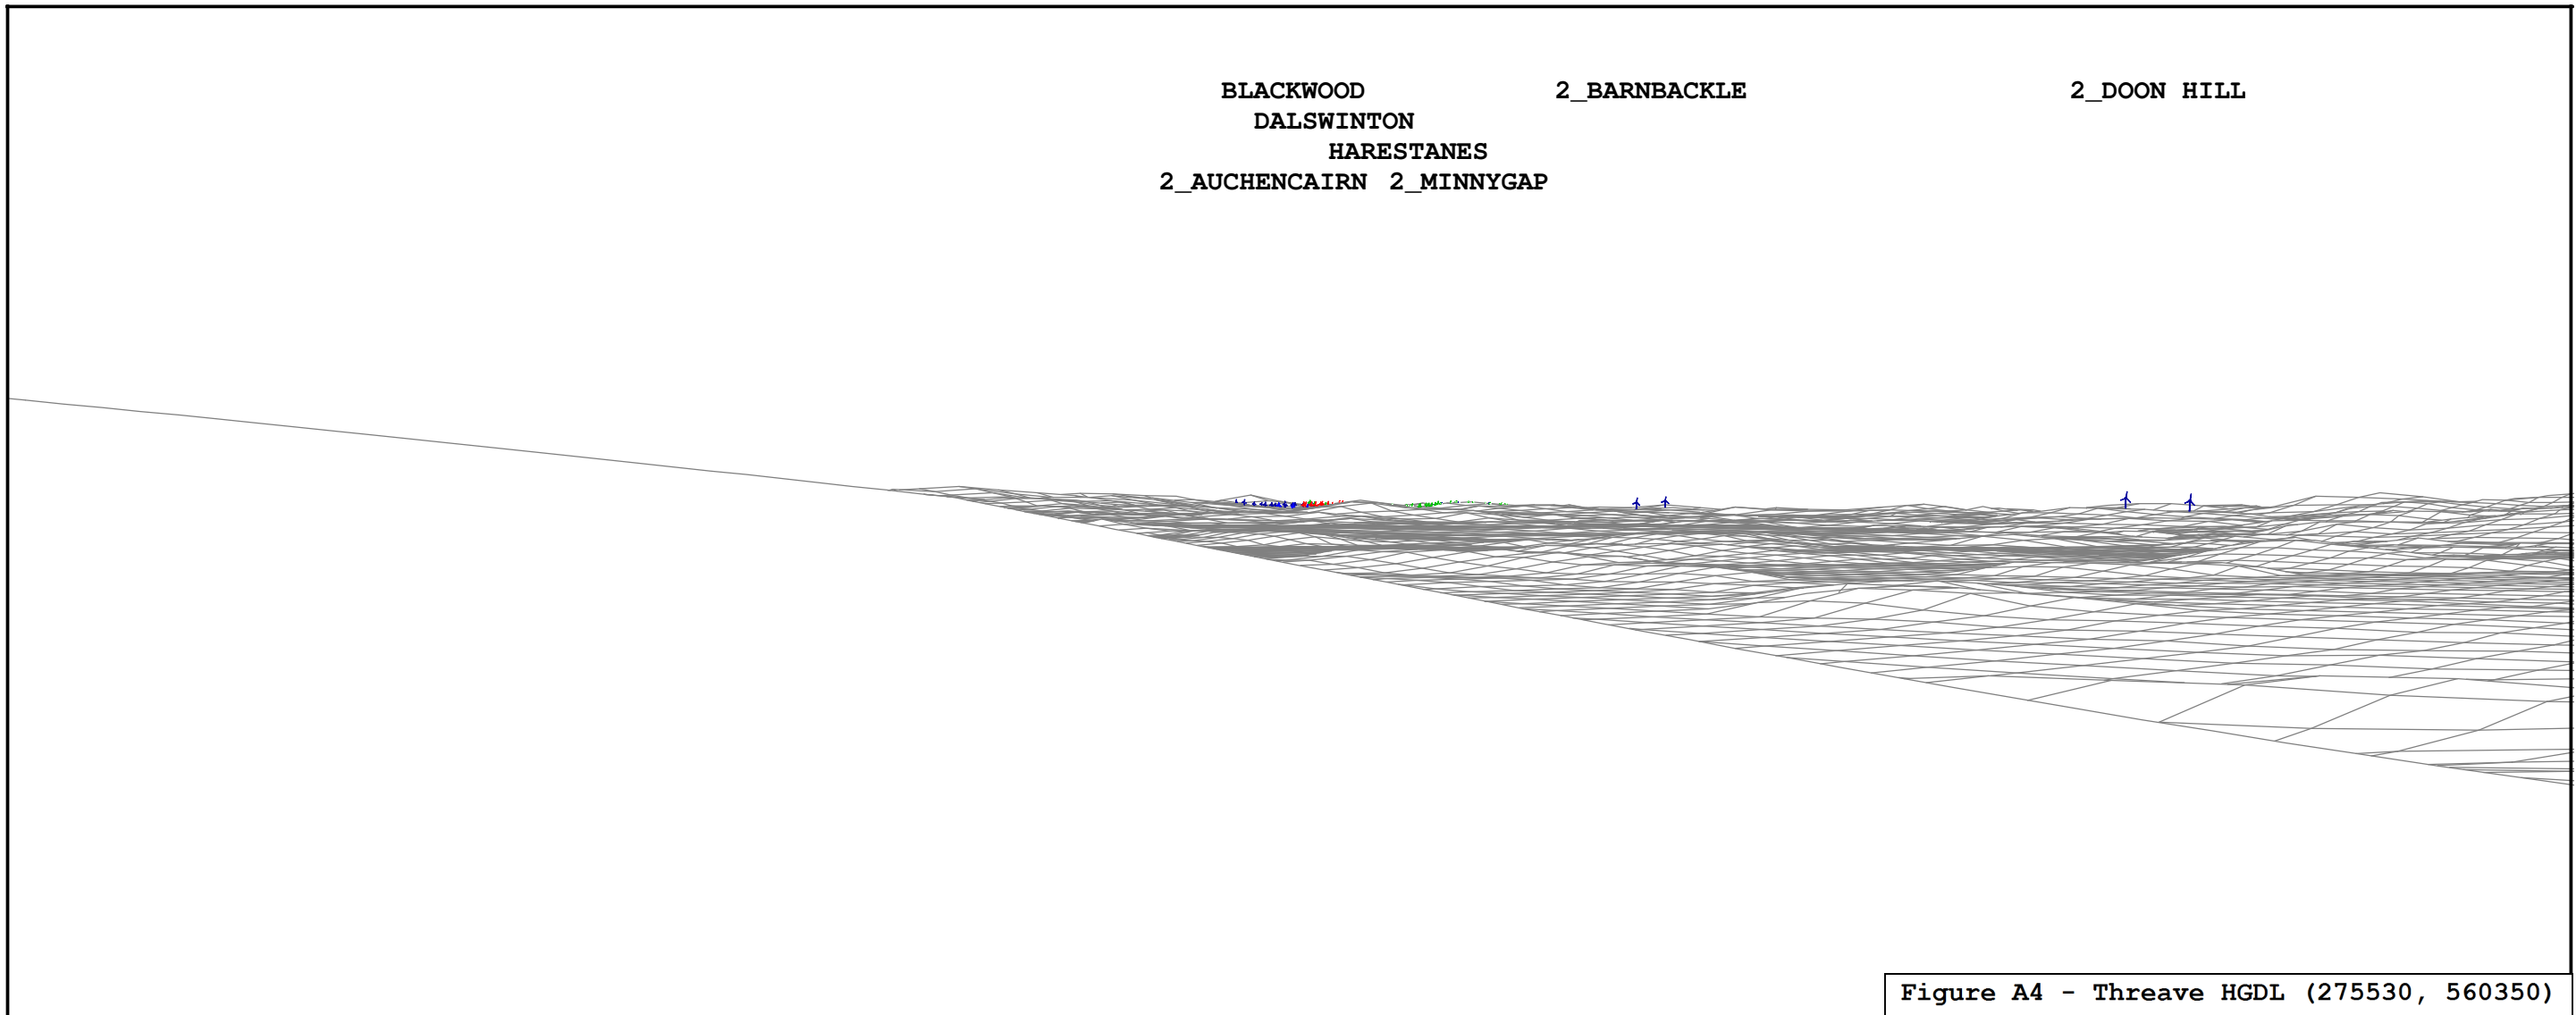 BLACKWOOD 2_BARNBACKLE 2_DOON HILL
DALSWINTON
HARESTANES
2_AUCHENCAIRN 2_MINNYGAP
Figure A4 - Threave HGDL (275530, 560350)